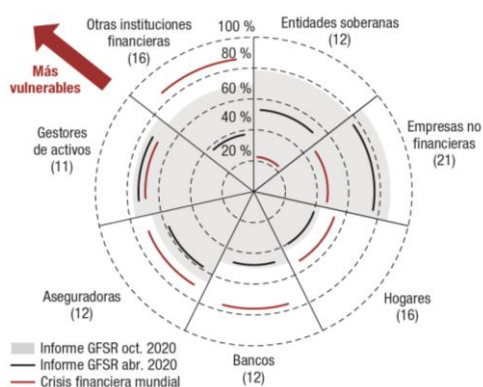 100 %
80 %
60 %
40 %
20 %
Entidades soberanas
(12)
Empresas no
financieras
(21)
Hogares
(16)
Bancos
(12)
Aseguradoras
(12)
Gestores
de activos
(11)
Otras instituciones
financieras
(16)
Más
vulnerables
Informe GFSR oct. 2020
Informe GFSR abr. 2020
Crisis financiera mundial